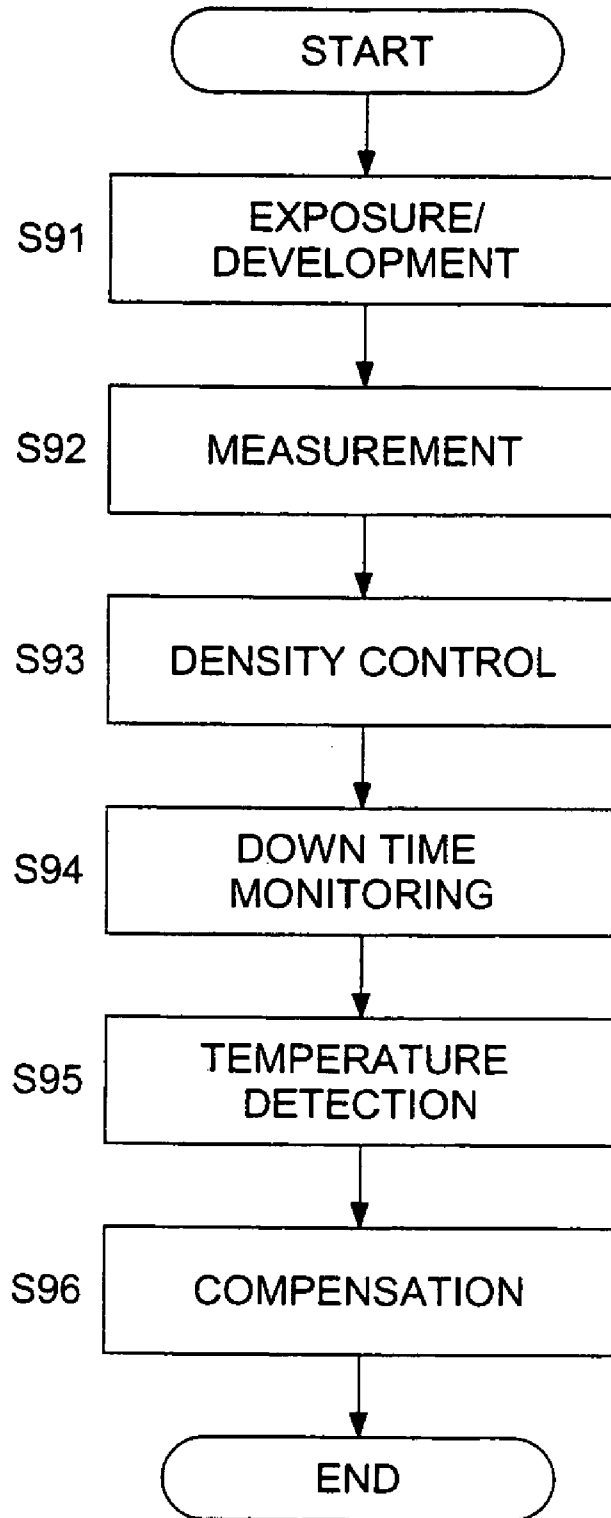 START
S91
EXPOSURE/
DEVELOPMENT
S92
MEASUREMENT
S93
DENSITY CONTROL
S94
DOWN TIME
MONITORING
S95
TEMPERATURE
DETECTION
S96
COMPENSATION
END